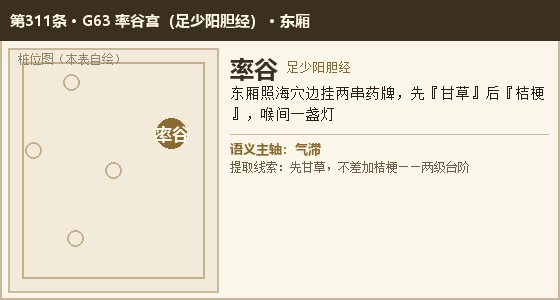 第311条・G63 率谷宫（足少阳胆经）・东厢
桩位图（本表自绘）
率谷
率谷 足少阳胆经
东厢照海穴边挂两串药牌，先『甘草』后『桔梗
』，喉间一盏灯
语义主轴：气滞
提取线索：先甘草，不差加桔梗——两级台阶